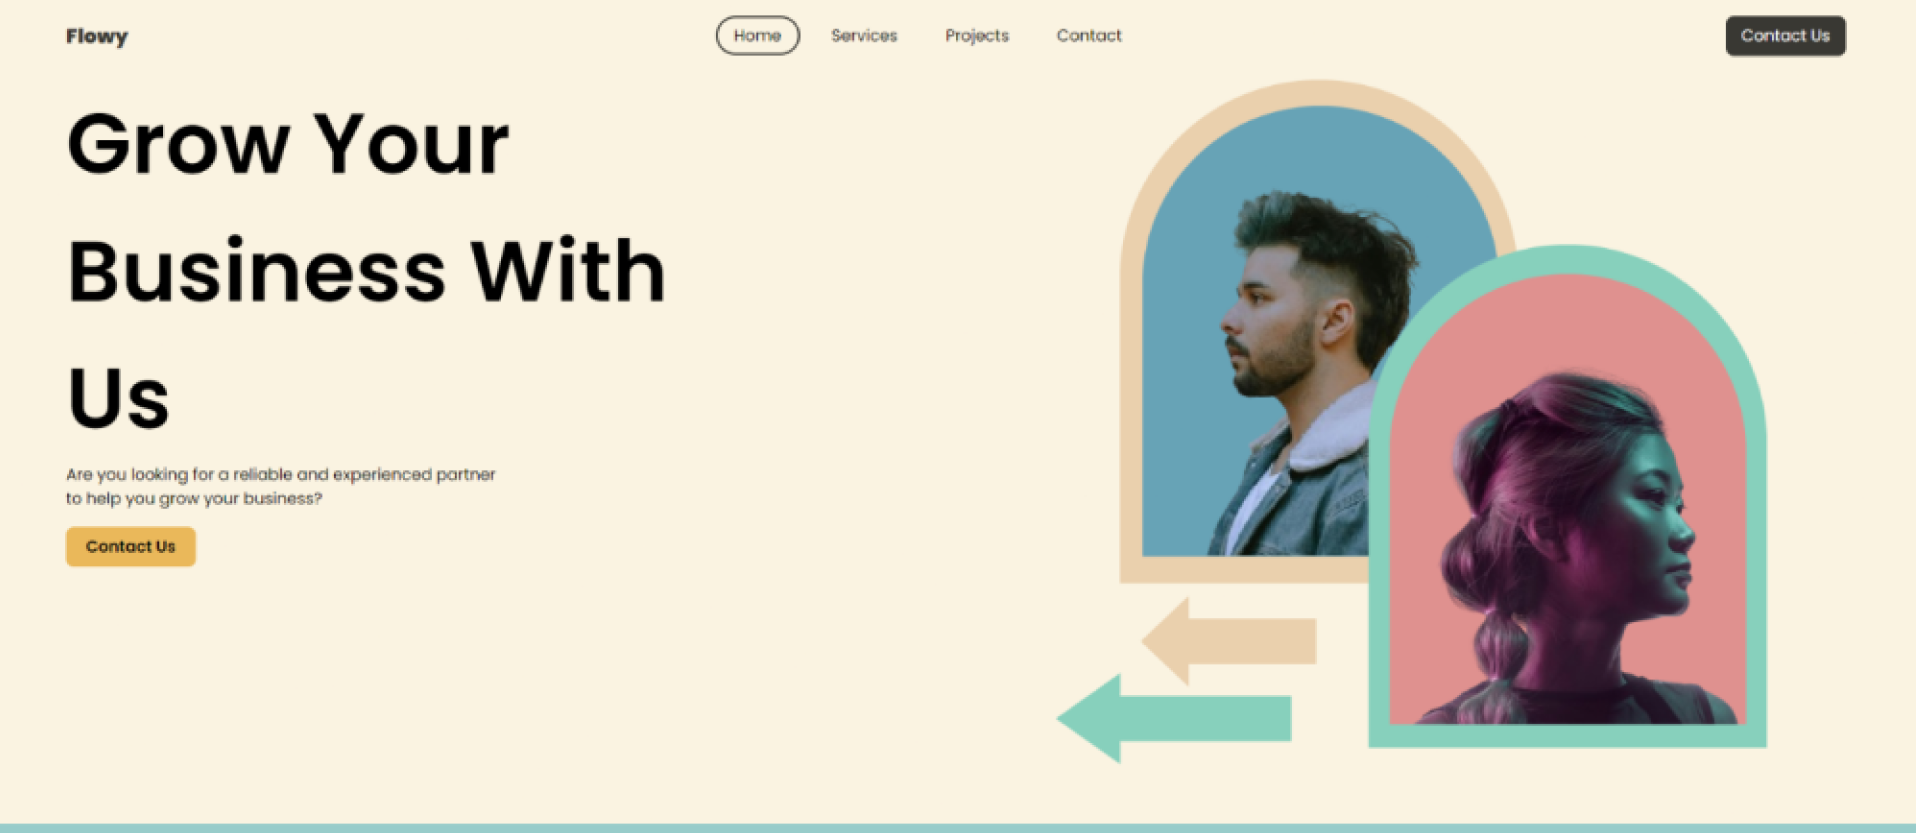 Flowy
Home
Services
Projects
Contact
Contact Us
Grow Your
Business With
Us
Are you looking for a reliable and experienced partner
to help you grow your business?
Contact Us